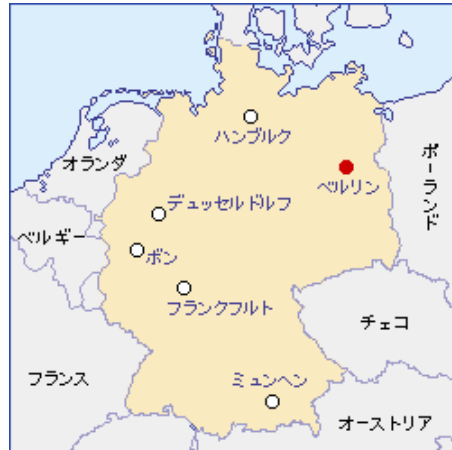 ハンブルク
オランダ
ポーランド
ベルリン
デュッセルドルフ
ベルギー
ボン
フランクフルト
チェコ
フランス
ミュンヘン
オーストリア